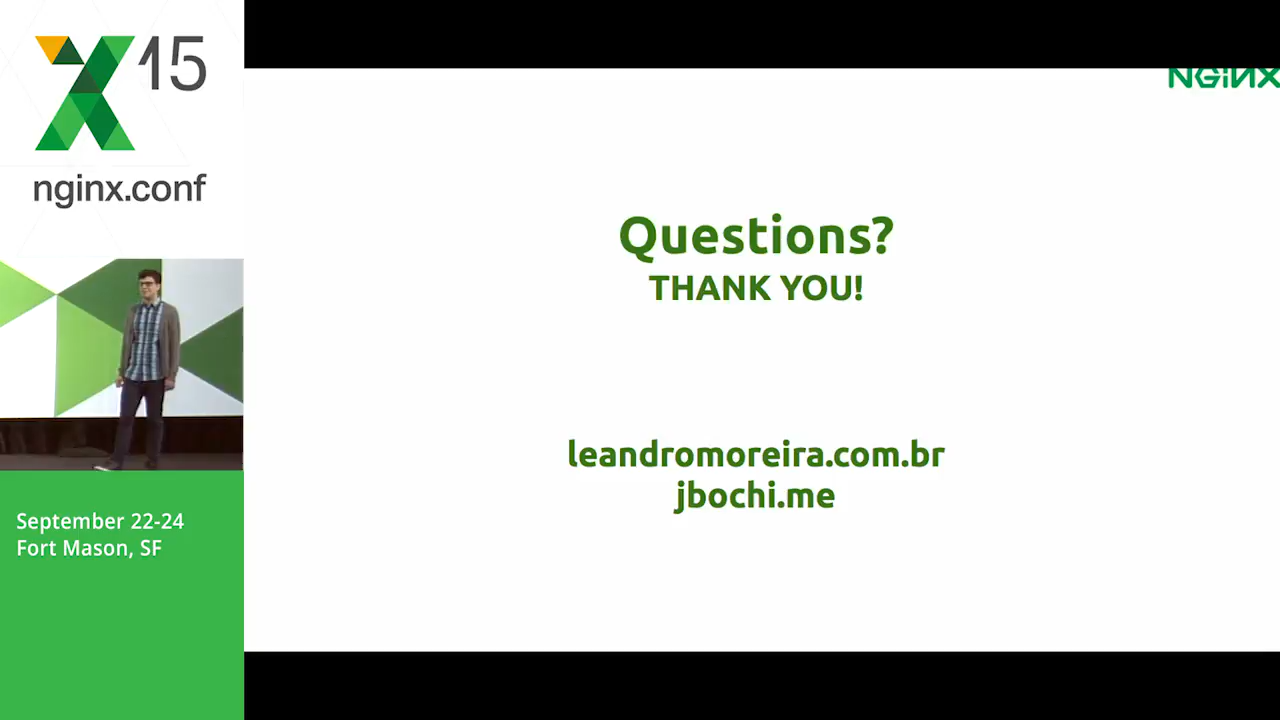 15
nginx.conf
September 22-24
Fort Mason, SF
NGINX
Questions?
THANK YOU!
leandromoreira.com.br
jbochi.me